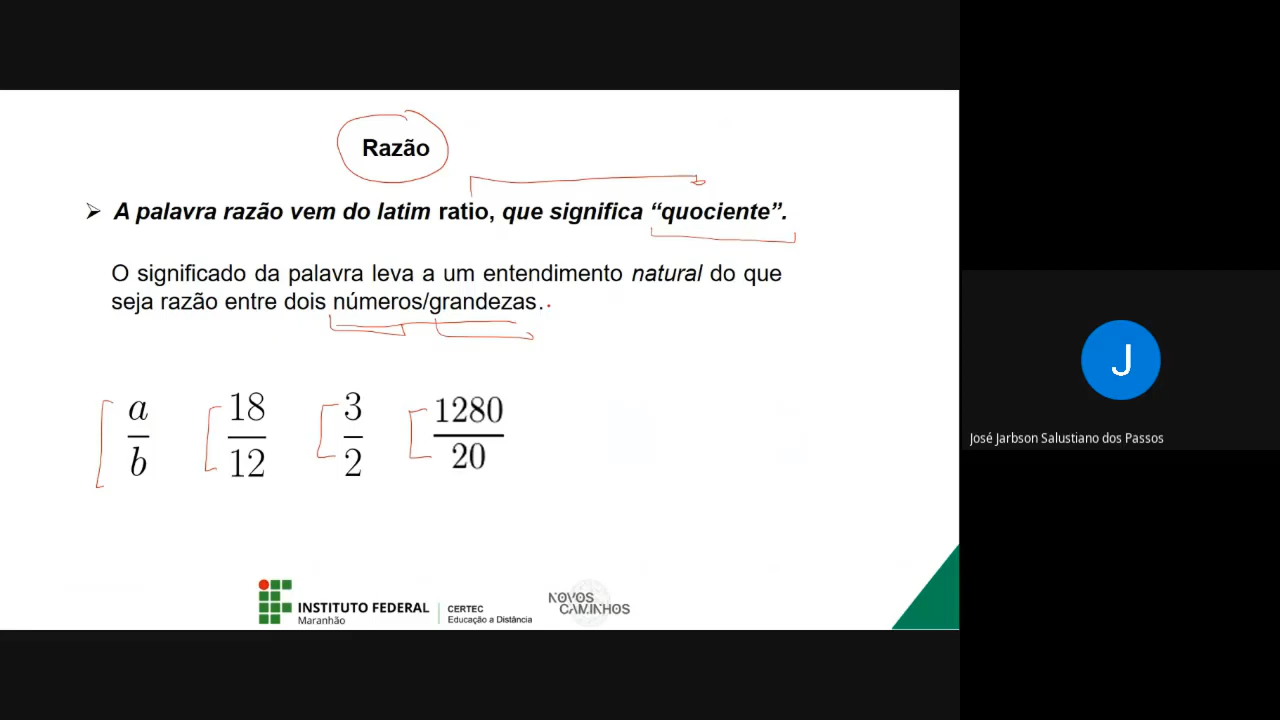 Razão
➢ A palavra razão vem do latim ratio, que significa “quociente”.
O significado da palavra leva a um entendimento natural do que
seja razão entre dois números/grandezas.
a/b 18/12 3/2 1280/20
INSTITUTO FEDERAL
Maranhão
CERTEC
Educação a Distância
NOVOS
CAMINHOS
J
José Jarbson Salustiano dos Passos